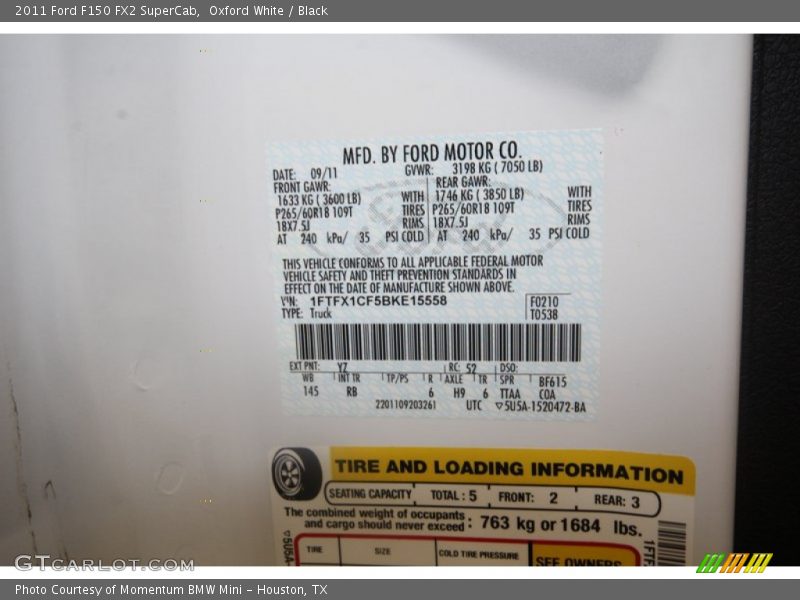 2011 Ford F150 FX2 SuperCab,  Oxford White / Black
MFD. BY FORD MOTOR CO.
DATE: 09/11 GVWR: 3198 KG ( 7050 LB)
FRONT GAWR: REAR GAWR:
1633 KG ( 3600 LB) WITH 1746 KG ( 3850 LB) WITH
P265/60R18 109T TIRES P265/60R18 109T TIRES
18X7.5J RIMS 18X7.5J RIMS
AT 240 kPa/ 35 PSI COLD AT 240 kPa/ 35 PSI COLD
THIS VEHICLE CONFORMS TO ALL APPLICABLE FEDERAL MOTOR
VEHICLE SAFETY AND THEFT PREVENTION STANDARDS IN
EFFECT ON THE DATE OF MANUFACTURE SHOWN ABOVE.
VIN: 1FTFX1CF5BKE15558 F0210
TYPE: Truck T0538
EXT PNT: YZ RC: 52 DSO:
WB INT TR TP/PS R AXLE TR SPR BF615
145 RB 6 H9 6 TTAA COA
2201109203261 UTC ▽5U5A-1520472-BA
TIRE AND LOADING INFORMATION
SEATING CAPACITY TOTAL : 5 FRONT: 2 REAR: 3
The combined weight of occupants
and cargo should never exceed : 763 kg or 1684 lbs.
TIRE SIZE COLD TIRE PRESSURE SEE OWNERS
▽5U5A-
1FTF
GTCARLOT.COM
Photo Courtesy of Momentum BMW Mini - Houston, TX